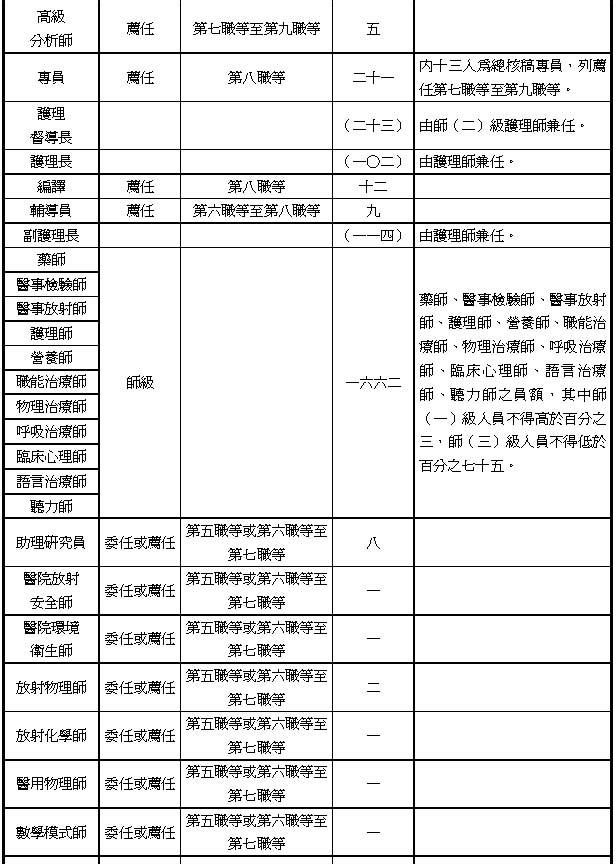 高級
分析師
薦任
第七職等至第九職等
五
專員
薦任
第八職等
二十一
內十三人為總核稿專員，列薦
任第七職等至第九職等。
護理
督導長
（二十三）
由師（二）級護理師兼任。
護理長
（一〇二）
由護理師兼任。
編譯
薦任
第八職等
十二
輔導員
薦任
第六職等至第八職等
九
副護理長
（一一四）
由護理師兼任。
藥師
醫事檢驗師
醫事放射師
護理師
營養師
職能治療師
物理治療師
呼吸治療師
臨床心理師
語言治療師
聽力師
師級
一六六二
藥師、醫事檢驗師、醫事放射
師、護理師、營養師、職能治
療師、物理治療師、呼吸治療
師、臨床心理師、語言治療
師、聽力師之員額，其中師
（一）級人員不得高於百分之
三，師（三）級人員不得低於
百分之七十五。
助理研究員
委任或薦任
第五職等或第六職等至
第七職等
八
醫院放射
安全師
委任或薦任
第五職等或第六職等至
第七職等
一
醫院環境
衛生師
委任或薦任
第五職等或第六職等至
第七職等
一
放射物理師
委任或薦任
第五職等或第六職等至
第七職等
二
放射化學師
委任或薦任
第五職等或第六職等至
第七職等
一
醫用物理師
委任或薦任
第五職等或第六職等至
第七職等
一
數學模式師
委任或薦任
第五職等或第六職等至
第七職等
一